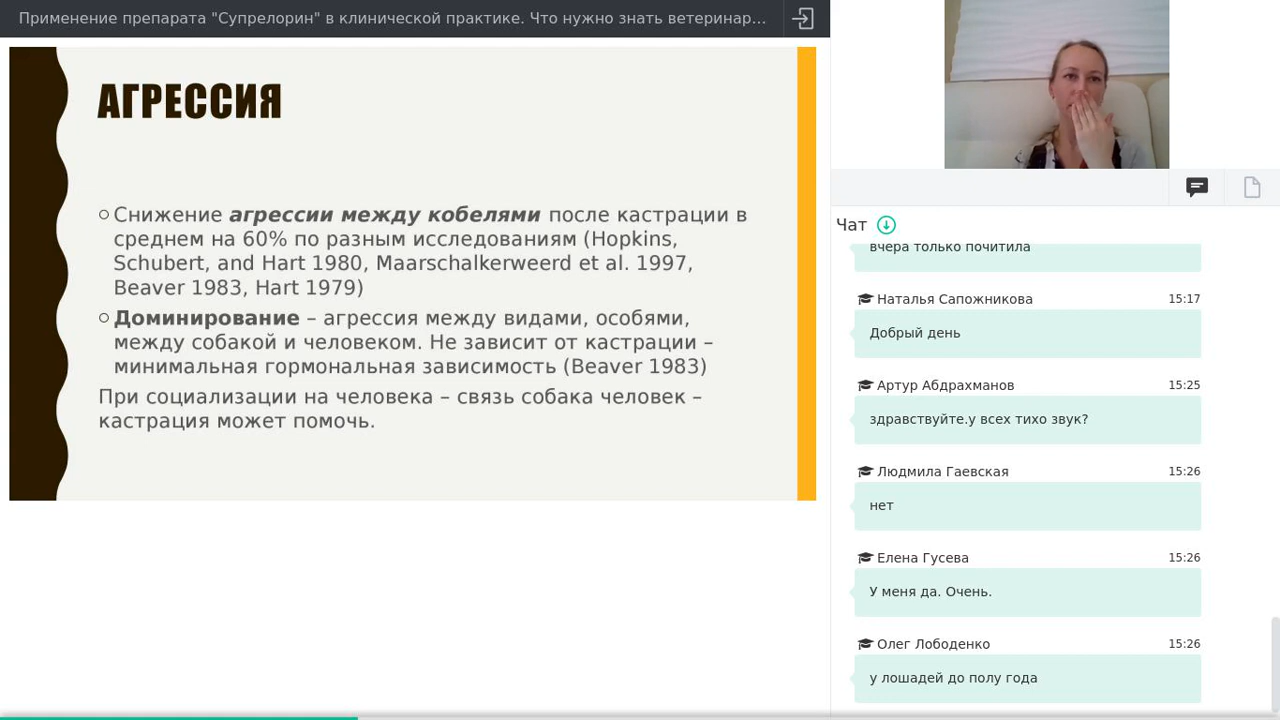 Применение препарата "Супрелорин" в клинической практике. Что нужно знать ветеринар...
АГРЕССИЯ
Снижение агрессии между кобелями после кастрации в
среднем на 60% по разным исследованиям (Hopkins,
Schubert, and Hart 1980, Maarschalkerweerd et al. 1997,
Beaver 1983, Hart 1979)
Доминирование – агрессия между видами, особями,
между собакой и человеком. Не зависит от кастрации –
минимальная гормональная зависимость (Beaver 1983)
При социализации на человека – связь собака человек –
кастрация может помочь.
Чат
вчера только почитила
Наталья Сапожникова 15:17
Добрый день
Артур Абдрахманов 15:25
здравствуйте.у всех тихо звук?
Людмила Гаевская 15:26
нет
Елена Гусева 15:26
У меня да. Очень.
Олег Лободенко 15:26
у лошадей до полу года